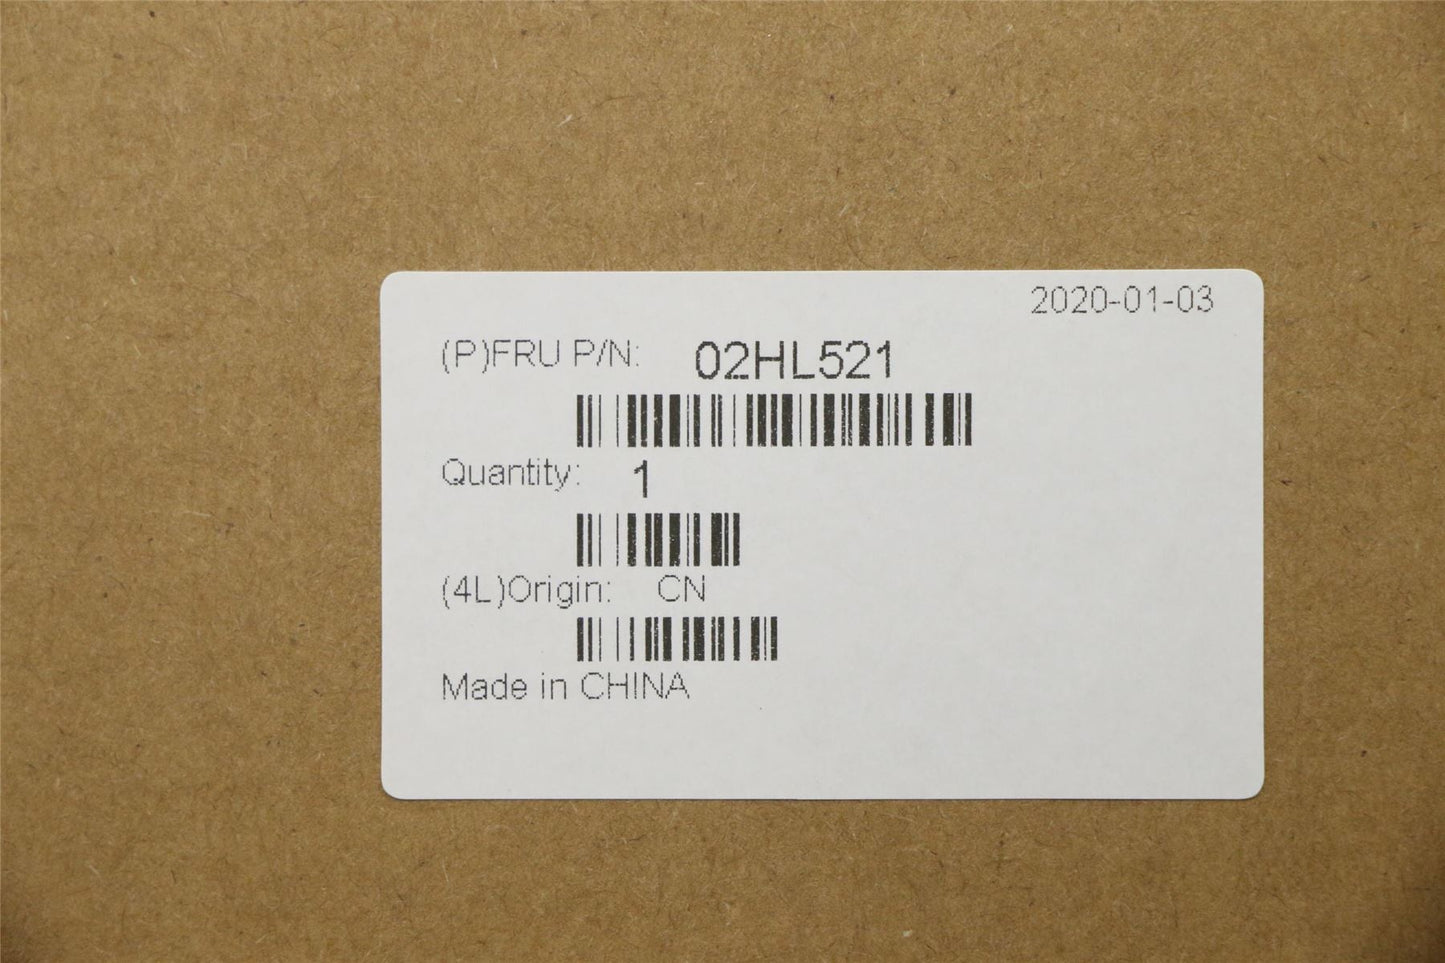 2020-01-03
(P)FRU P/N: 02HL521
Quantity: 1
(4L)Origin: CN
Made in CHINA